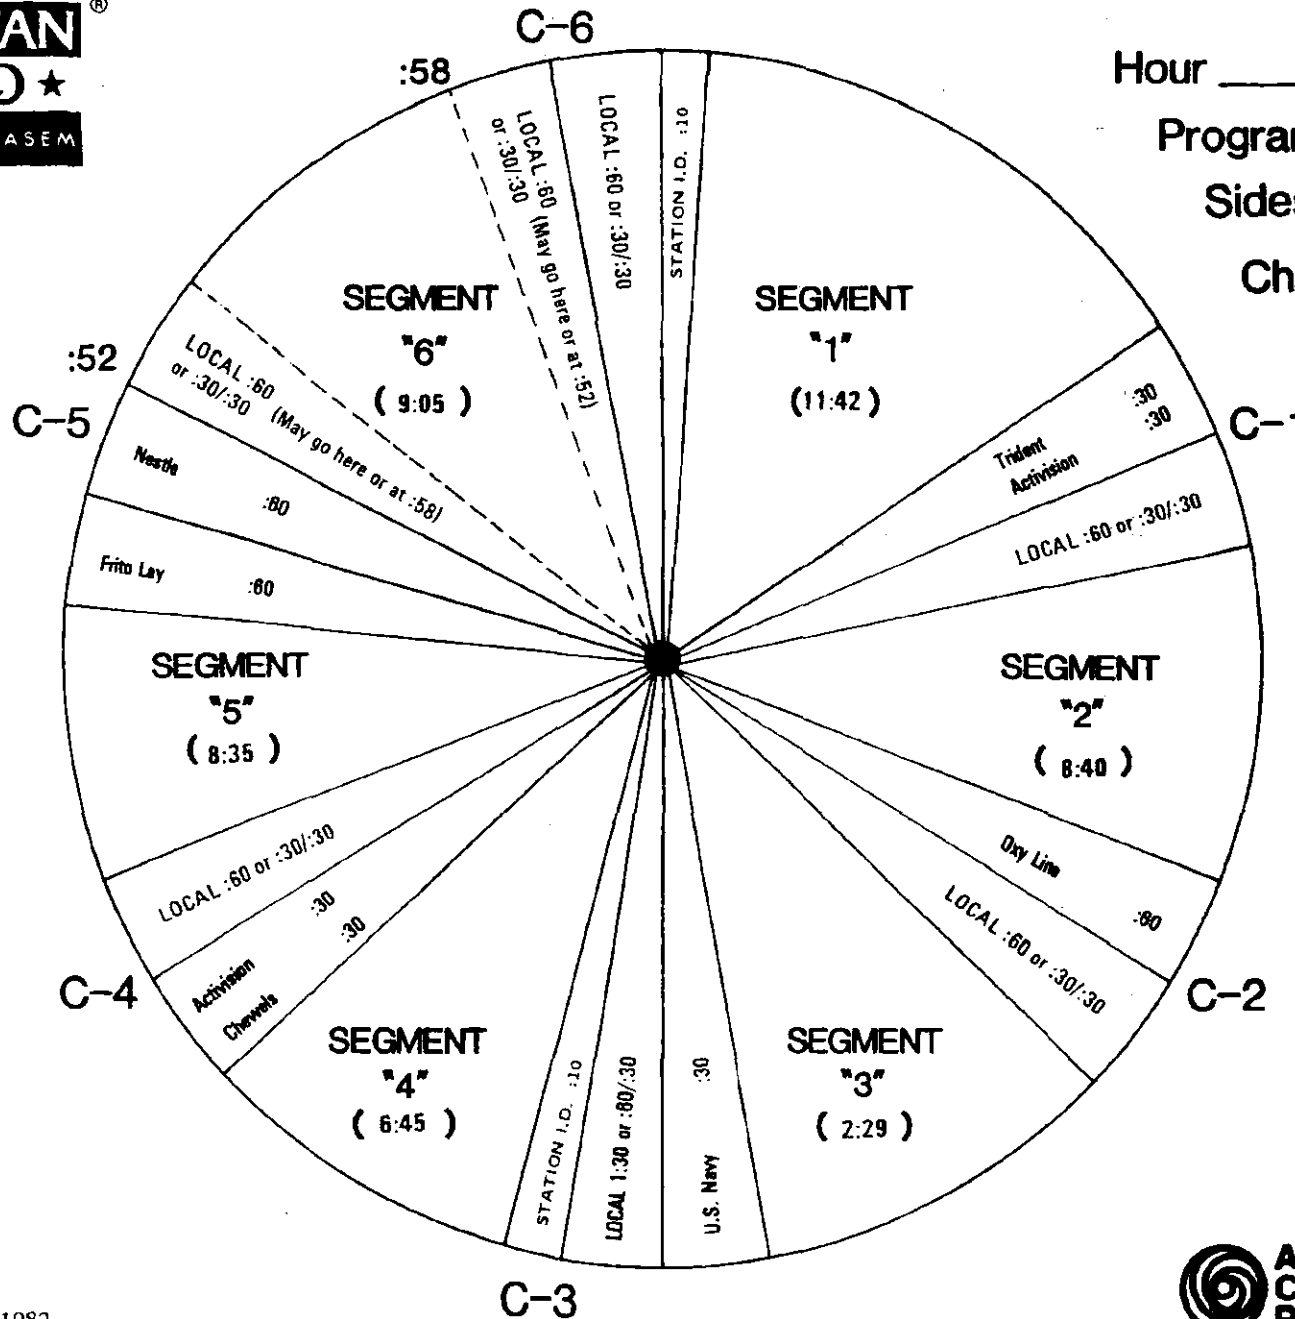 ®
C-6
:58
Hour
LOCAL :60 or :30/:30
STATION I.D. :10
LOCAL :60 (May go here or at :52)
or :30/:30
SEGMENT
"6"
( 9:05 )
SEGMENT
"1"
(11:42)
:52
C-5
LOCAL :60 (May go here or at :58)
or :30/:30
Nestle :60
Frito Lay :60
Trident :30
Activision :30
LOCAL :60 or :30/:30
SEGMENT
"5"
( 8:35 )
SEGMENT
"2"
( 8:40 )
Oxy Line :60
LOCAL :60 or :30/:30
C-2
LOCAL :60 or :30/:30
Activision :30
Chewels :30
C-4
SEGMENT
"4"
( 6:45 )
SEGMENT
"3"
( 2:29 )
STATION I.D. :10
LOCAL 1:30 or :60/:30
U.S. Navy :30
C-3